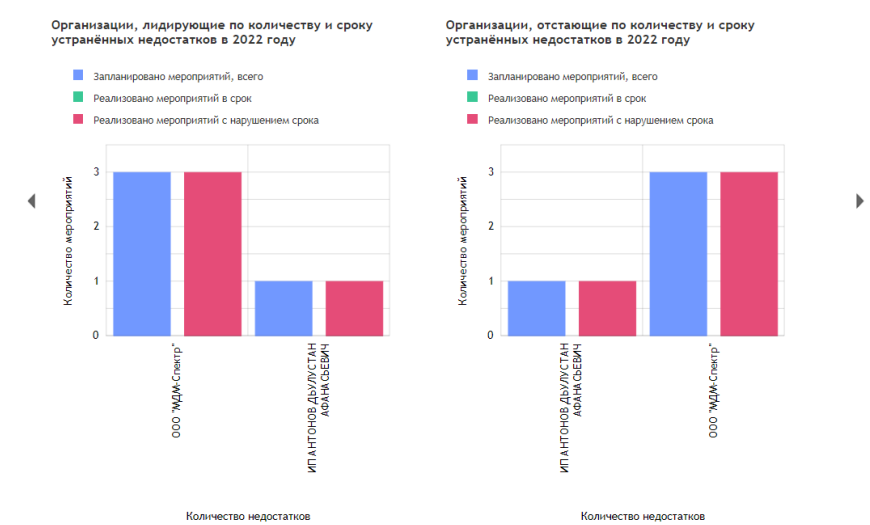 Организации, лидирующие по количеству и сроку
устранённых недостатков в 2022 году
Запланировано мероприятий, всего
Реализовано мероприятий в срок
Реализовано мероприятий с нарушением срока
Количество мероприятий
3
2
1
0
ООО "МДМ-Спектр"
ИП АНТОНОВ ДЬУЛУСТАН
АФАНАСЬЕВИЧ
Количество недостатков
Организации, отстающие по количеству и сроку
устранённых недостатков в 2022 году
Запланировано мероприятий, всего
Реализовано мероприятий в срок
Реализовано мероприятий с нарушением срока
Количество мероприятий
3
2
1
0
ИП АНТОНОВ ДЬУЛУСТАН
АФАНАСЬЕВИЧ
ООО "МДМ-Спектр"
Количество недостатков